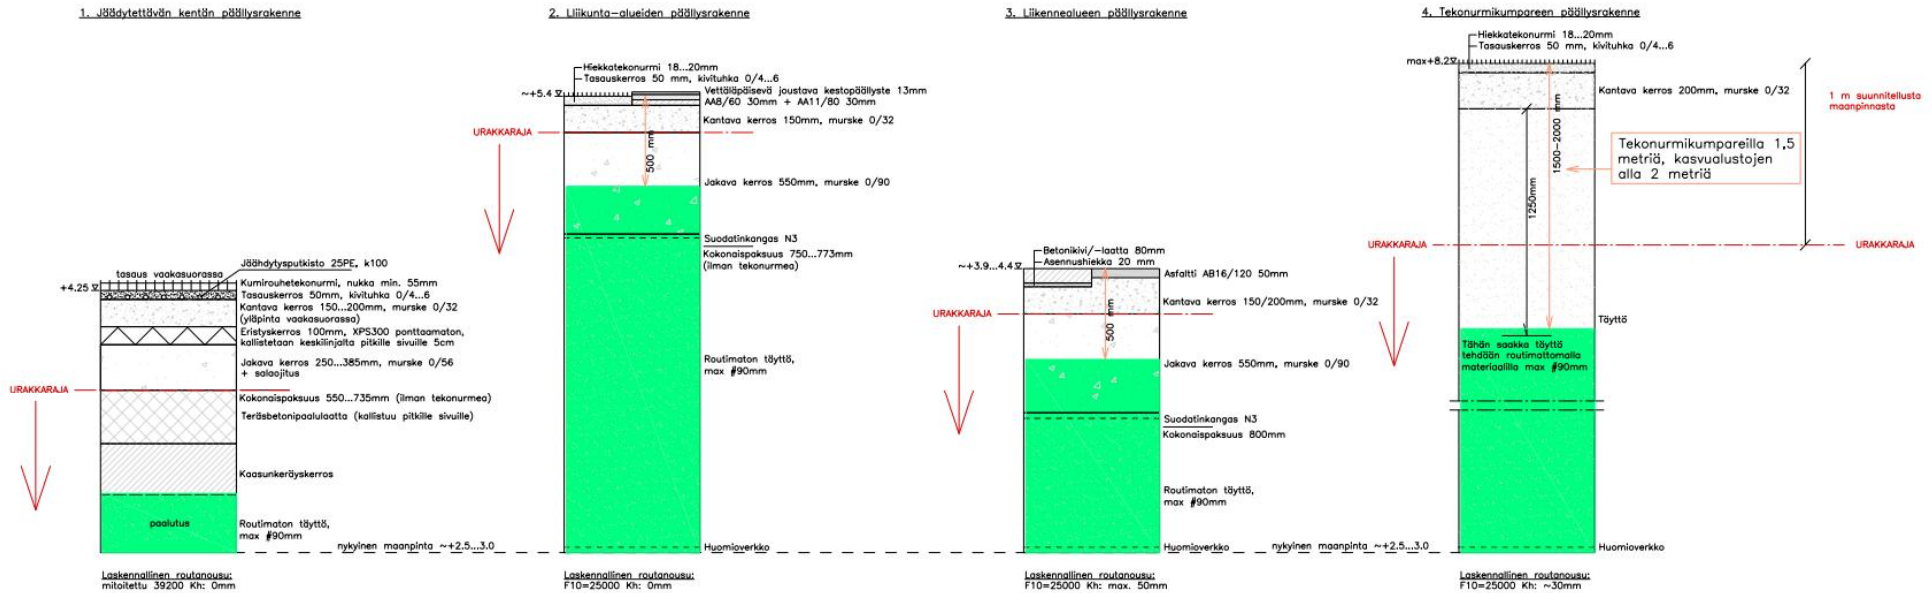 1. Jäädytettävän kentän päällysrakenne
tasaus vaakasuorassa
Jäähdytysputkisto 25PE, k100
+4.25
Kumirouhetekonurmi, nukka min. 55mm
Tasauskerros 50mm, kivituhka 0/4...6
Kantava kerros 150...200mm, murske 0/32
(yläpinta vaakasuorassa)
Eristyskerros 100mm, XPS300 ponttaamaton,
kallistetaan keskilinjalta pitkille sivuille 5cm
Jakava kerros 250...385mm, murske 0/56
+ salaojitus
URAKKARAJA
Kokonaispaksuus 550...735mm (ilman tekonurmea)
Teräsbetonipaalulaatta (kallistuu pitkille sivuille)
Kaasunkeräyskerros
paalutus
Routimaton täyttö,
max #90mm
nykyinen maanpinta ~+2.5...3.0
Laskennallinen routanousu:
mitoitettu 39200 Kh: 0mm
2. Lliikunta-alueiden päällysrakenne
Hiekkatekonurmi 18...20mm
Tasauskerros 50 mm, kivituhka 0/4...6
~+5.4
Vettäläpäisevä joustava kestopäällyste 13mm
AA8/60 30mm + AA11/80 30mm
Kantava kerros 150mm, murske 0/32
URAKKARAJA
500 mm
Jakava kerros 550mm, murske 0/90
Suodatinkangas N3
Kokonaispaksuus 750...773mm
(ilman tekonurmea)
Routimaton täyttö,
max #90mm
Huomioverkko
Laskennallinen routanousu:
F10=25000 Kh: 0mm
3. Liikennealueen päällysrakenne
Betonikivi/-laatta 80mm
Asennushiekka 20 mm
~+3.9...4.4
Asfaltti AB16/120 50mm
Kantava kerros 150/200mm, murske 0/32
URAKKARAJA
500 mm
Jakava kerros 550mm, murske 0/90
Suodatinkangas N3
Kokonaispaksuus 800mm
Routimaton täyttö,
max #90mm
Huomioverkko
Laskennallinen routanousu:
F10=25000 Kh: max. 50mm
4. Tekonurmikumpareen päällysrakenne
Hiekkatekonurmi 18...20mm
Tasauskerros 50 mm, kivituhka 0/4...6
max+8.2
Kantava kerros 200mm, murske 0/32
1 m suunnitellusta
maanpinnasta
1500-2000 mm
Tekonurmikumpareilla 1,5
metriä, kasvualustojen
alla 2 metriä
1250mm
URAKKARAJA
URAKKARAJA
Täyttö
Tähän saakka täyttö
tehdään routimattomalla
materiaalilla max #90mm
nykyinen maanpinta ~+2.5...3.0
Huomioverkko
Laskennallinen routanousu:
F10=25000 Kh: ~30mm